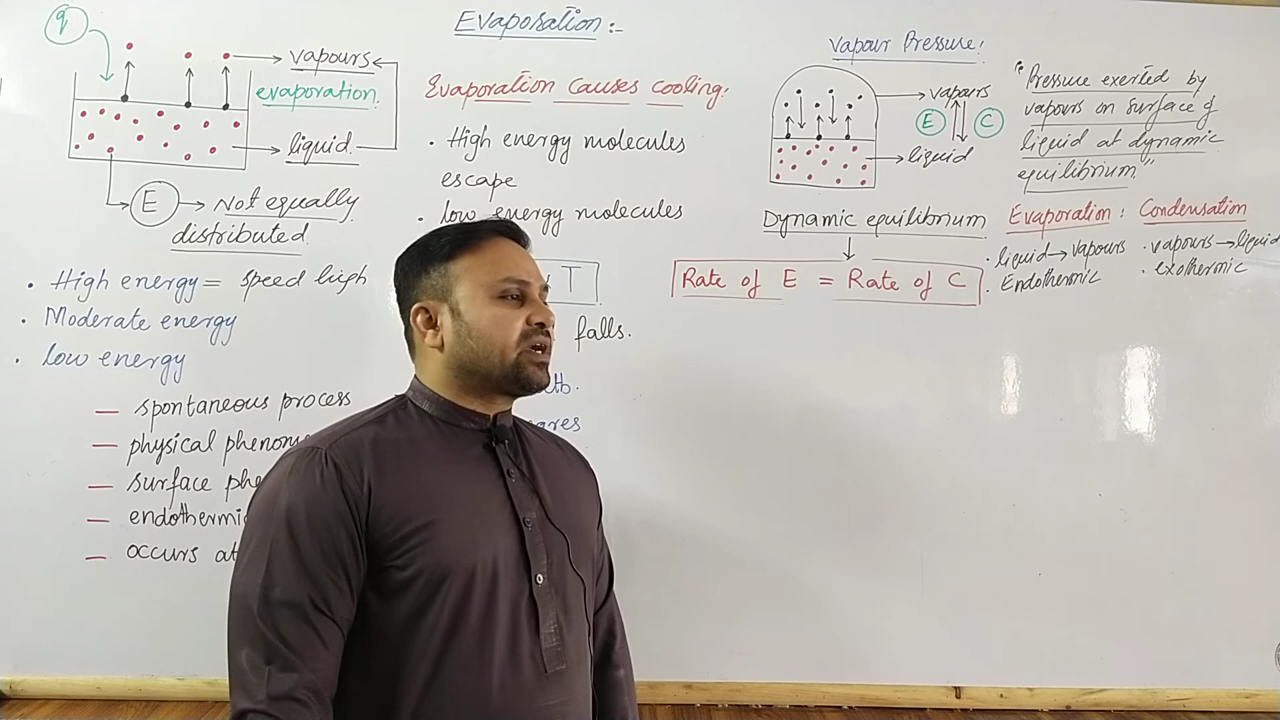 Evaporation:-
q
vapours
evaporation.
liquid.
E → Not equally
distributed.
• High energy = speed high
• Moderate energy
• low energy
— spontaneous process
— physical
— surface
— endothermic
— occurs at
Evaporation causes cooling:
• High energy molecules
escape
• low energy molecules
T
falls.
Vapour Pressure:
vapours
E
C
liquid
Dynamic equilibrium
Rate of E = Rate of C
"Pressure exerted by
vapours on surface of
liquid at dynamic
equilibrium"
Evaporation: Condensation
• liquid → vapours • vapours → liquid
• Endothermic • exothermic